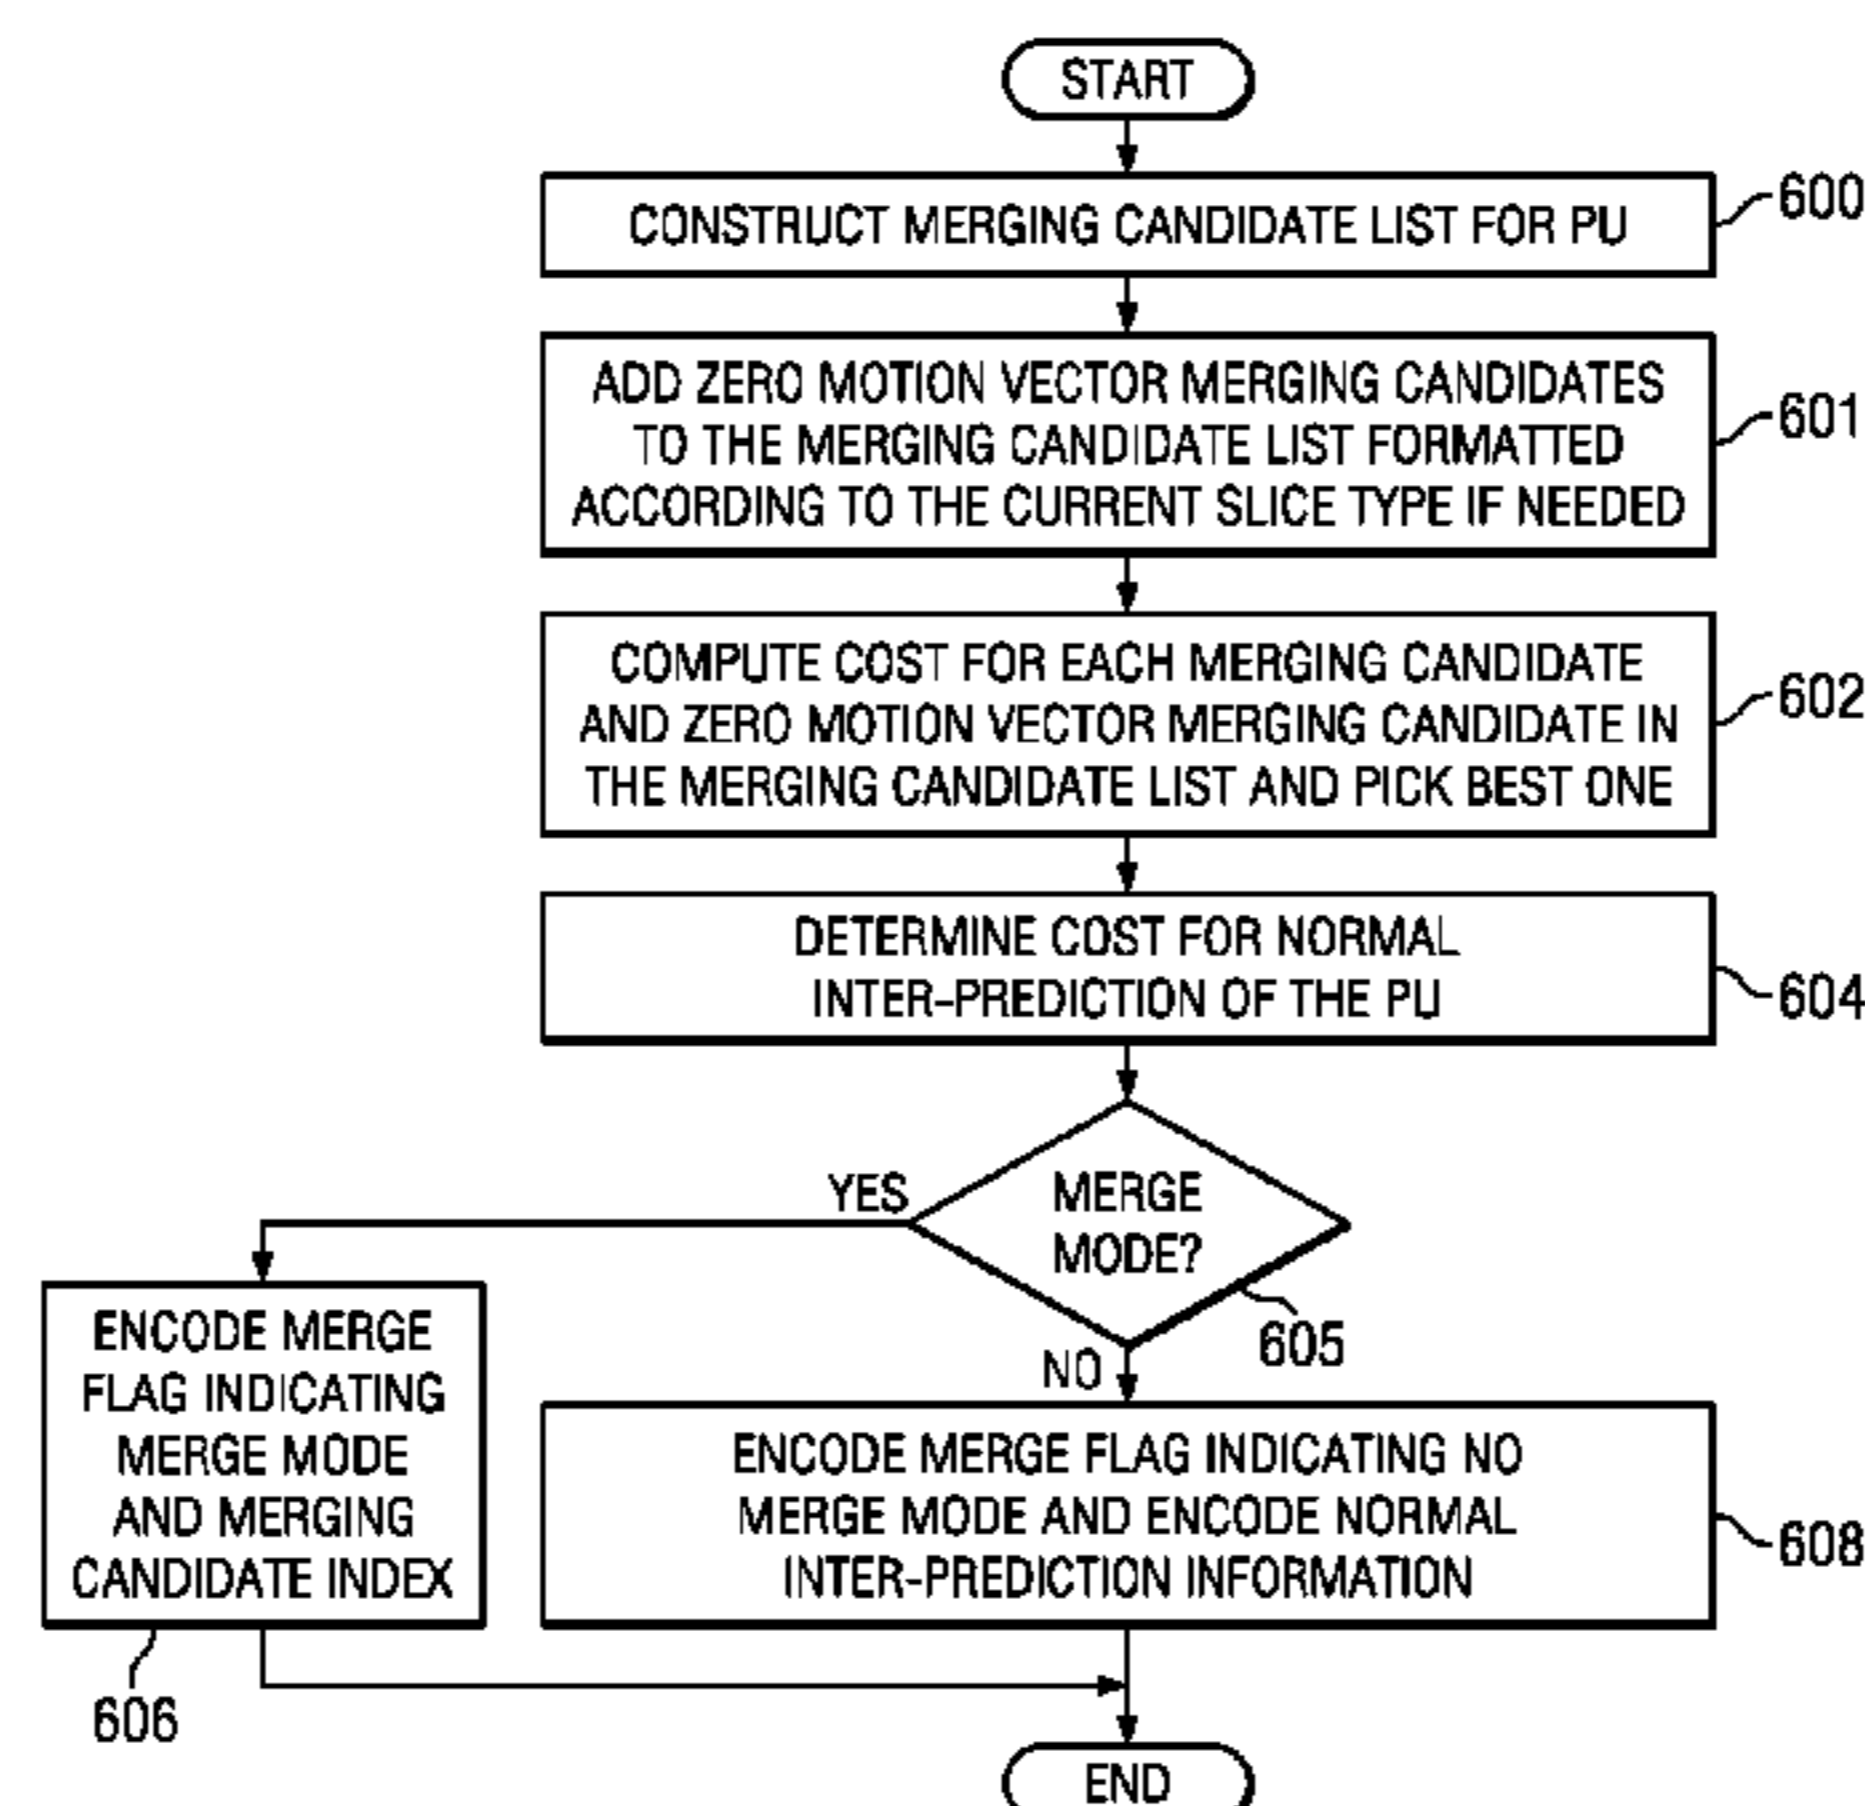 START
CONSTRUCT MERGING CANDIDATE LIST FOR PU
600
ADD ZERO MOTION VECTOR MERGING CANDIDATES
TO THE MERGING CANDIDATE LIST FORMATTED
ACCORDING TO THE CURRENT SLICE TYPE IF NEEDED
601
COMPUTE COST FOR EACH MERGING CANDIDATE
AND ZERO MOTION VECTOR MERGING CANDIDATE IN
THE MERGING CANDIDATE LIST AND PICK BEST ONE
602
DETERMINE COST FOR NORMAL
INTER-PREDICTION OF THE PU
604
MERGE
MODE?
605
YES
NO
ENCODE MERGE
FLAG INDICATING
MERGE MODE
AND MERGING
CANDIDATE INDEX
606
ENCODE MERGE FLAG INDICATING NO
MERGE MODE AND ENCODE NORMAL
INTER-PREDICTION INFORMATION
608
END